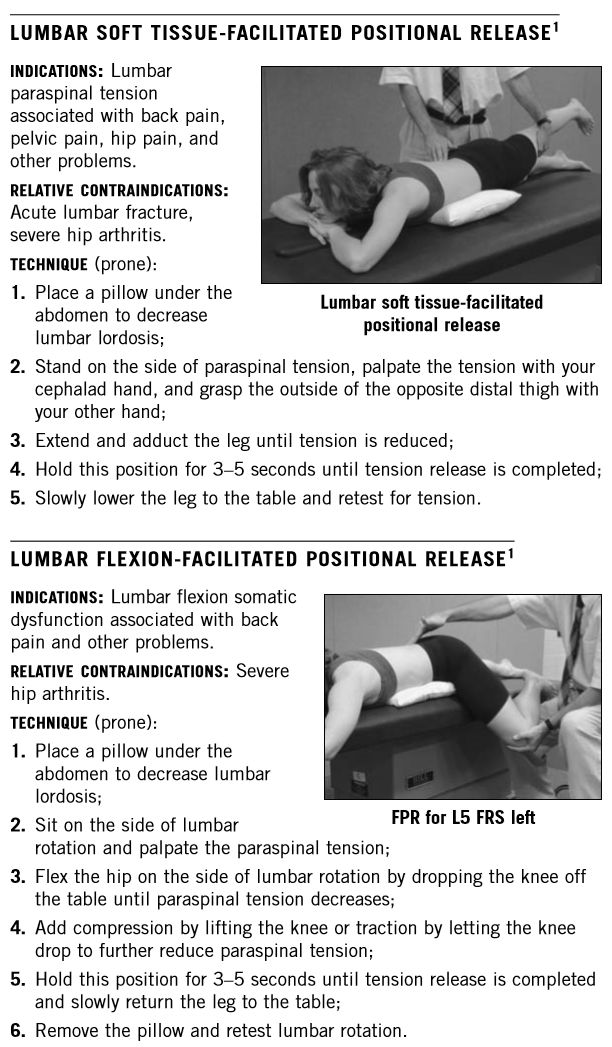 LUMBAR SOFT TISSUE-FACILITATED POSITIONAL RELEASE¹
INDICATIONS: Lumbar
paraspinal tension
associated with back pain,
pelvic pain, hip pain, and
other problems.
RELATIVE CONTRAINDICATIONS:
Acute lumbar fracture,
severe hip arthritis.
TECHNIQUE (prone):
1. Place a pillow under the
abdomen to decrease
lumbar lordosis;
Lumbar soft tissue-facilitated
positional release
2. Stand on the side of paraspinal tension, palpate the tension with your
cephalad hand, and grasp the outside of the opposite distal thigh with
your other hand;
3. Extend and adduct the leg until tension is reduced;
4. Hold this position for 3–5 seconds until tension release is completed;
5. Slowly lower the leg to the table and retest for tension.
LUMBAR FLEXION-FACILITATED POSITIONAL RELEASE¹
INDICATIONS: Lumbar flexion somatic
dysfunction associated with back
pain and other problems.
RELATIVE CONTRAINDICATIONS: Severe
hip arthritis.
TECHNIQUE (prone):
1. Place a pillow under the
abdomen to decrease lumbar
lordosis;
FPR for L5 FRS left
2. Sit on the side of lumbar
rotation and palpate the paraspinal tension;
3. Flex the hip on the side of lumbar rotation by dropping the knee off
the table until paraspinal tension decreases;
4. Add compression by lifting the knee or traction by letting the knee
drop to further reduce paraspinal tension;
5. Hold this position for 3–5 seconds until tension release is completed
and slowly return the leg to the table;
6. Remove the pillow and retest lumbar rotation.